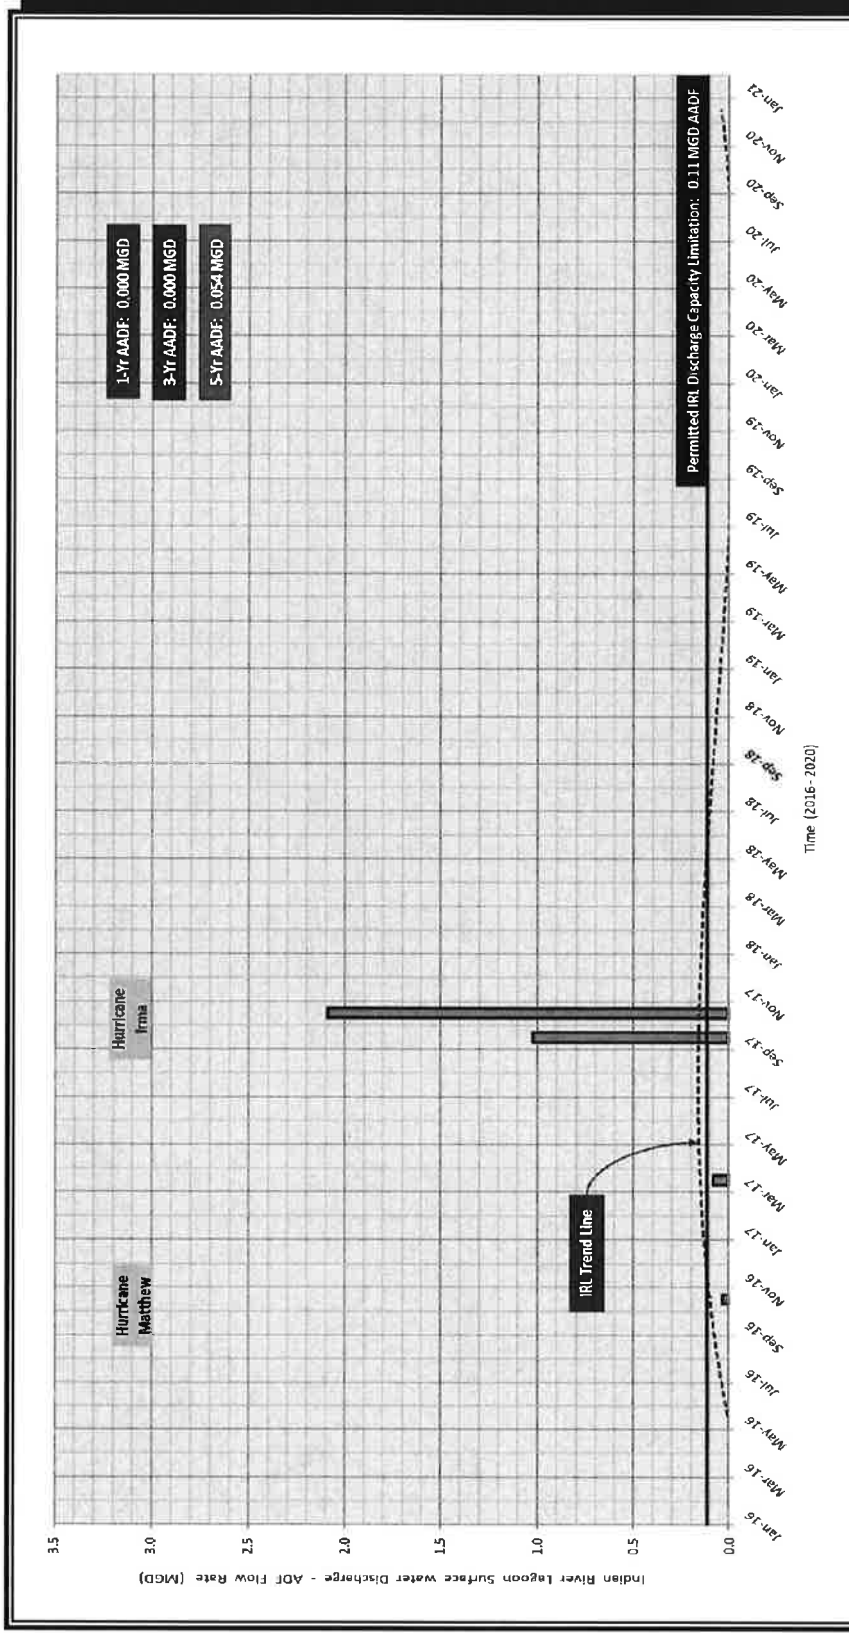 Indian River Lagoon Surface water Discharge - ADF Flow Rate (MGD)
3.5
3.0
2.5
2.0
1.5
1.0
0.5
0.0
Hurricane
Matthew
Hurricane
Irma
1-Yr AADF: 0.000 MGD
3-Yr AADF: 0.000 MGD
5-Yr AADF: 0.054 MGD
IRL Trend Line
Permitted IRL Discharge Capacity Limitation: 0.11 MGD AADF
Jan-16
Mar-16
May-16
Jul-16
Sep-16
Nov-16
Jan-17
Mar-17
May-17
Jul-17
Sep-17
Nov-17
Jan-18
Mar-18
May-18
Jul-18
Sep-18
Nov-18
Jan-19
Mar-19
May-19
Jul-19
Sep-19
Nov-19
Jan-20
Mar-20
May-20
Jul-20
Sep-20
Nov-20
Jan-21
Time (2016 - 2020)